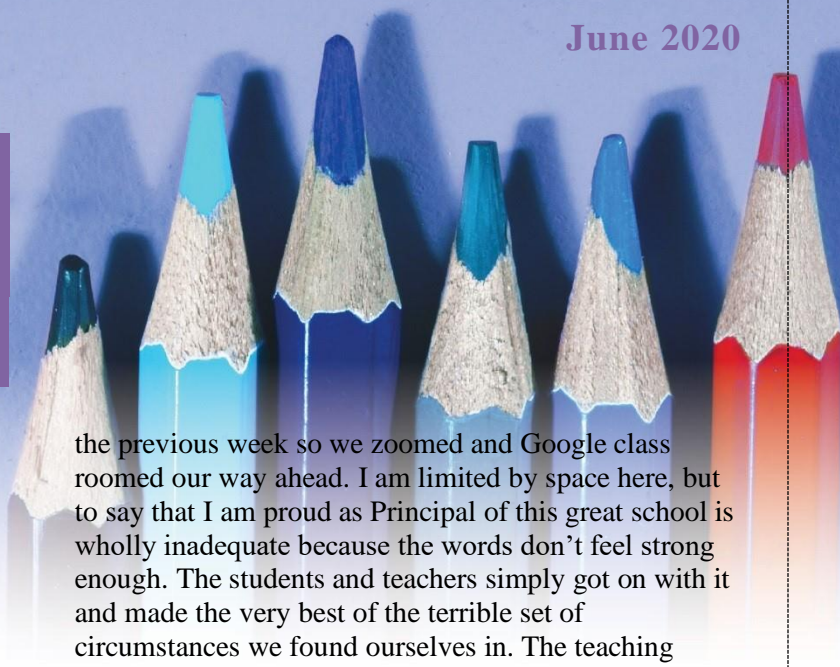 June 2020
the previous week so we zoomed and Google class
roomed our way ahead. I am limited by space here, but
to say that I am proud as Principal of this great school is
wholly inadequate because the words don’t feel strong
enough. The students and teachers simply got on with it
and made the very best of the terrible set of
circumstances we found ourselves in. The teaching